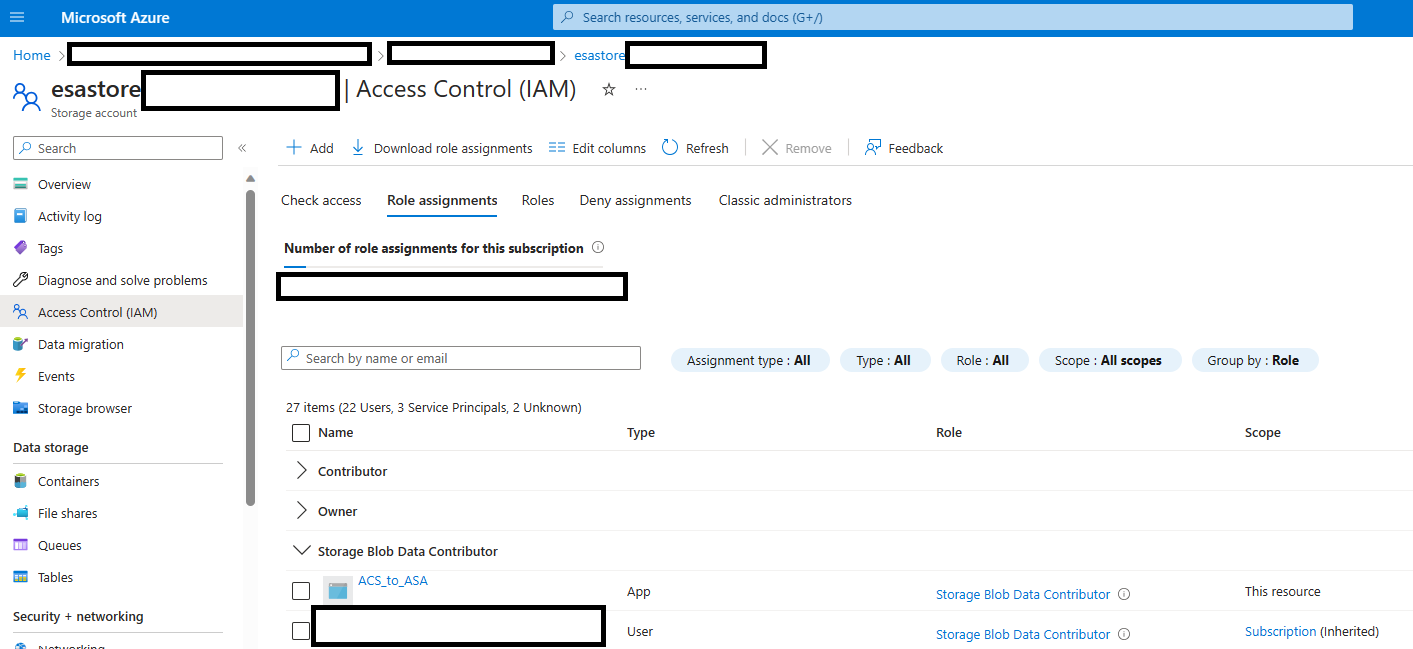 Microsoft Azure
Search resources, services, and docs (G+/)
Home > > > esastore
esastore | Access Control (IAM) ☆ ...
Storage account
Search «
Overview
Activity log
Tags
Diagnose and solve problems
Access Control (IAM)
Data migration
Events
Storage browser
Data storage
Containers
File shares
Queues
Tables
Security + networking
Networking
Add Download role assignments Edit columns Refresh Remove Feedback
Check access Role assignments Roles Deny assignments Classic administrators
Number of role assignments for this subscription
Search by name or email
Assignment type : All Type : All Role : All Scope : All scopes Group by : Role
27 items (22 Users, 3 Service Principals, 2 Unknown)
Name Type Role Scope
Contributor
Owner
Storage Blob Data Contributor
ACS_to_ASA App Storage Blob Data Contributor This resource
User Storage Blob Data Contributor Subscription (Inherited)